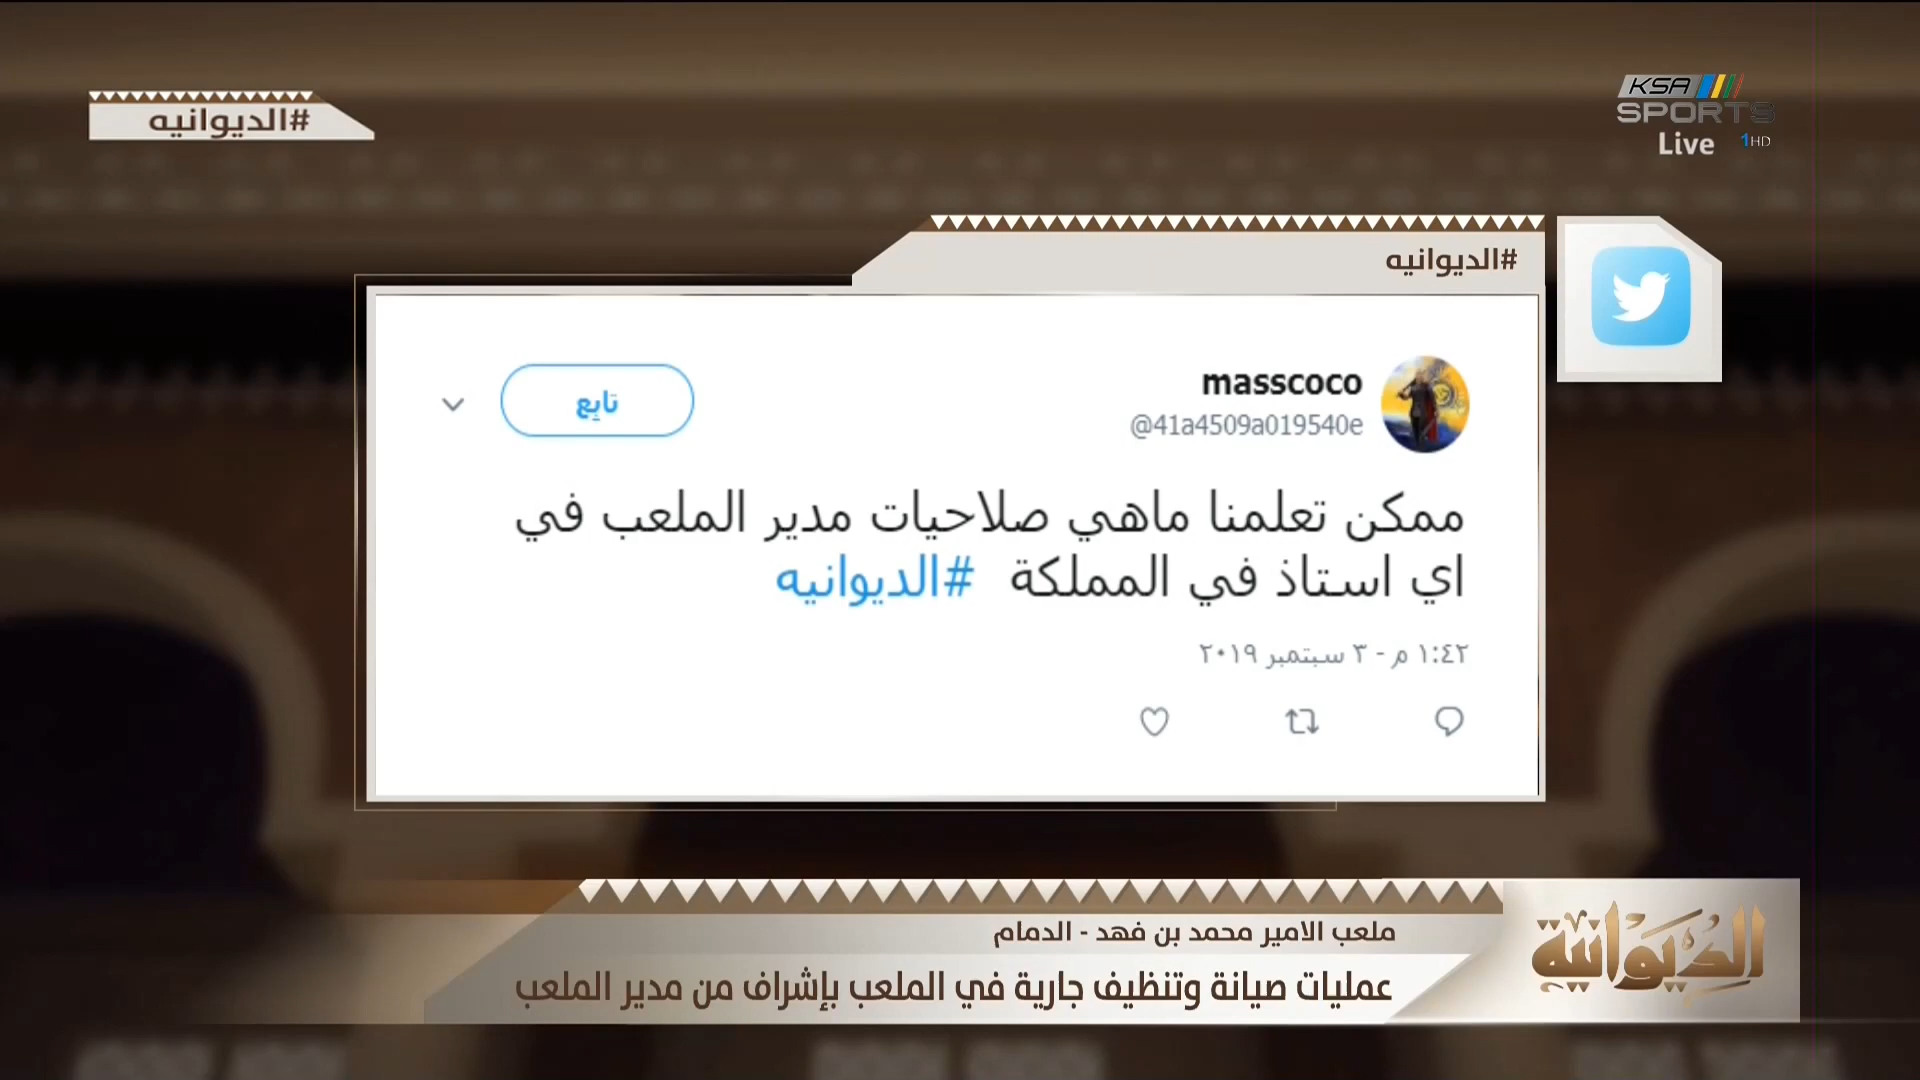 #الديوانيه
KSA
SPORTS
Live 1HD
#الديوانيه
masscoco
@41a4509a019540e
تابِع
ممكن تعلمنا ماهي صلاحيات مدير الملعب في
اي استاذ في المملكة #الديوانيه
١:٤٢ م - ٣ سبتمبر ٢٠١٩
ملعب الامير محمد بن فهد - الدمام
عمليات صيانة وتنظيف جارية في الملعب بإشراف من مدير الملعب
الديوانية